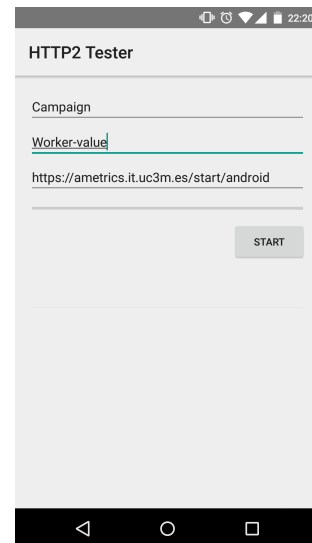 22:20
HTTP2 Tester
Campaign
Worker-value
https://ametrics.it.uc3m.es/start/android
START